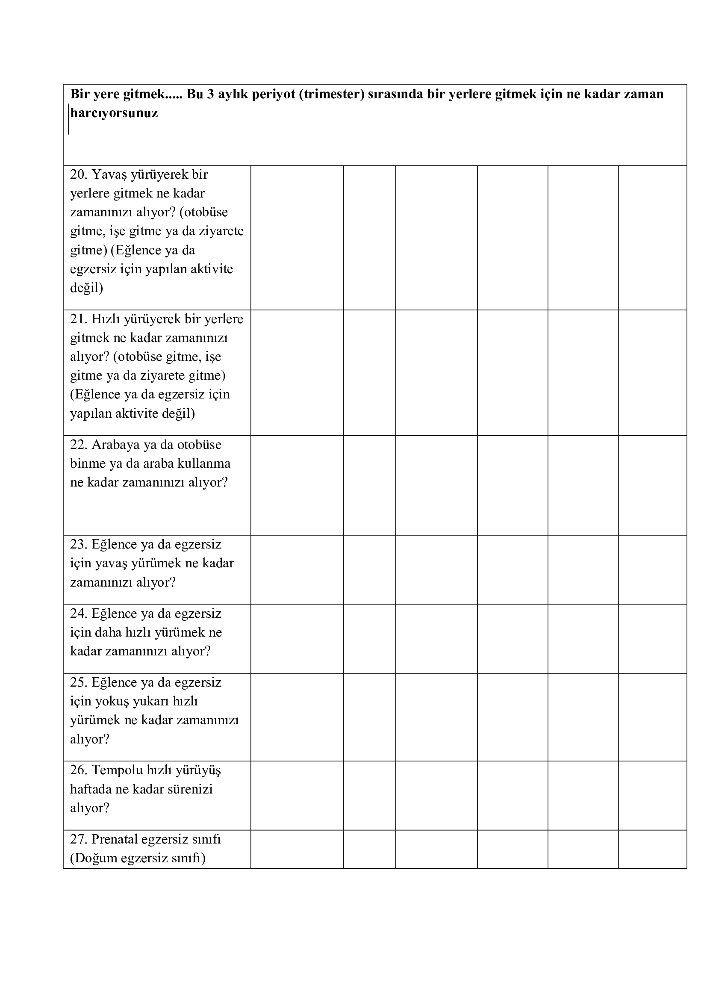 Bir yere gitmek..... Bu 3 aylık periyot (trimester) sırasında bir yerlere gitmek için ne kadar zaman
harcıyorsunuz
20. Yavaş yürüyerek bir
yerlere gitmek ne kadar
zamanınızı alıyor? (otobüse
gitme, işe gitme ya da ziyarete
gitme) (Eğlence ya da
egzersiz için yapılan aktivite
değil)
21. Hızlı yürüyerek bir yerlere
gitmek ne kadar zamanınızı
alıyor? (otobüse gitme, işe
gitme ya da ziyarete gitme)
(Eğlence ya da egzersiz için
yapılan aktivite değil)
22. Arabaya ya da otobüse
binme ya da araba kullanma
ne kadar zamanınızı alıyor?
23. Eğlence ya da egzersiz
için yavaş yürümek ne kadar
zamanınızı alıyor?
24. Eğlence ya da egzersiz
için daha hızlı yürümek ne
kadar zamanınızı alıyor?
25. Eğlence ya da egzersiz
için yokuş yukarı hızlı
yürümek ne kadar zamanınızı
alıyor?
26. Tempolu hızlı yürüyüş
haftada ne kadar sürenizi
alıyor?
27. Prenatal egzersiz sınıfı
(Doğum egzersiz sınıfı)